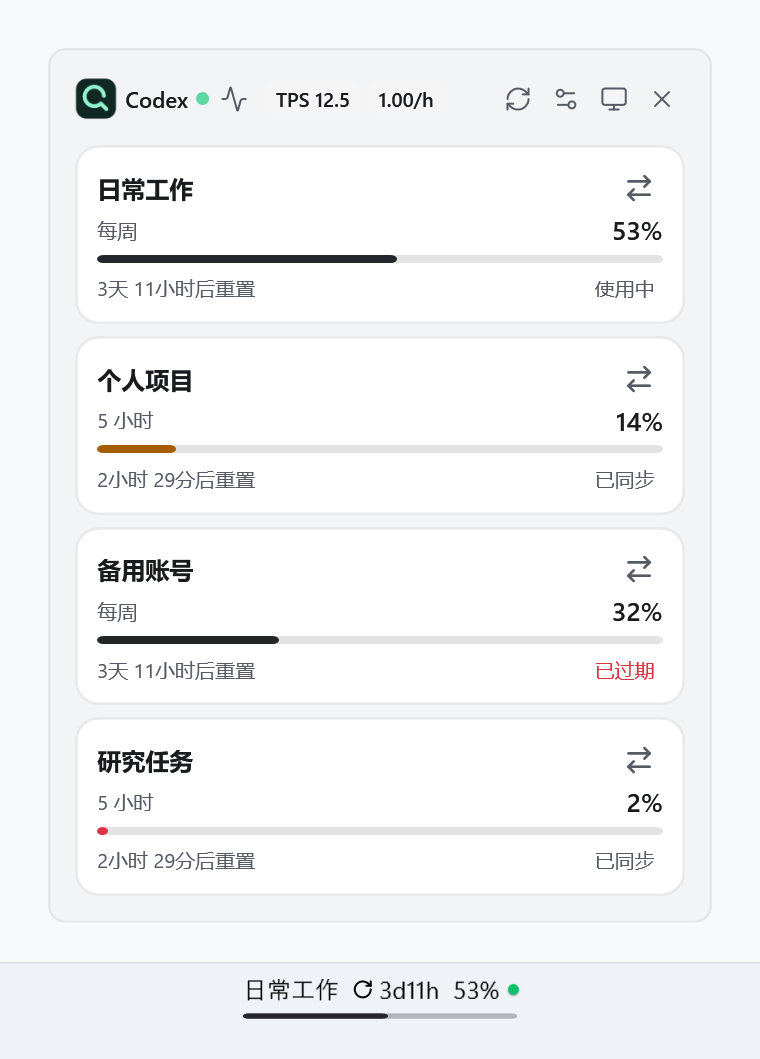 Codex TPS 12.5 1.00/h
日常工作
每周 53%
3天 11小时后重置 使用中
个人项目
5 小时 14%
2小时 29分后重置 已同步
备用账号
每周 32%
3天 11小时后重置 已过期
研究任务
5 小时 2%
2小时 29分后重置 已同步
日常工作 3d11h 53%